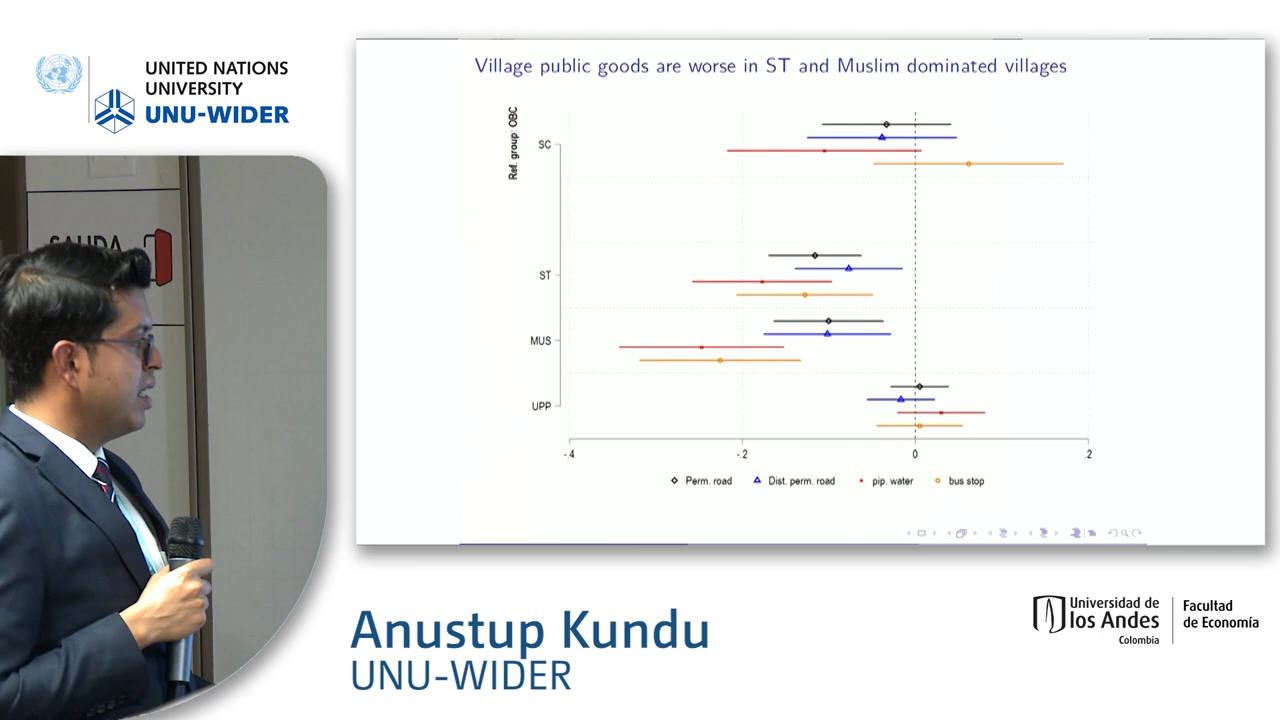 UNITED NATIONS
UNIVERSITY
UNU-WIDER
SALIDA
Village public goods are worse in ST and Muslim dominated villages
Ref. group: OBC
SC
ST
MUS
UPP
-.4
-.2
0
.2
Perm. road
Dist. perm. road
pip. water
bus stop
Anustup Kundu
UNU-WIDER
Universidad de
los Andes
Colombia
Facultad
de Economía